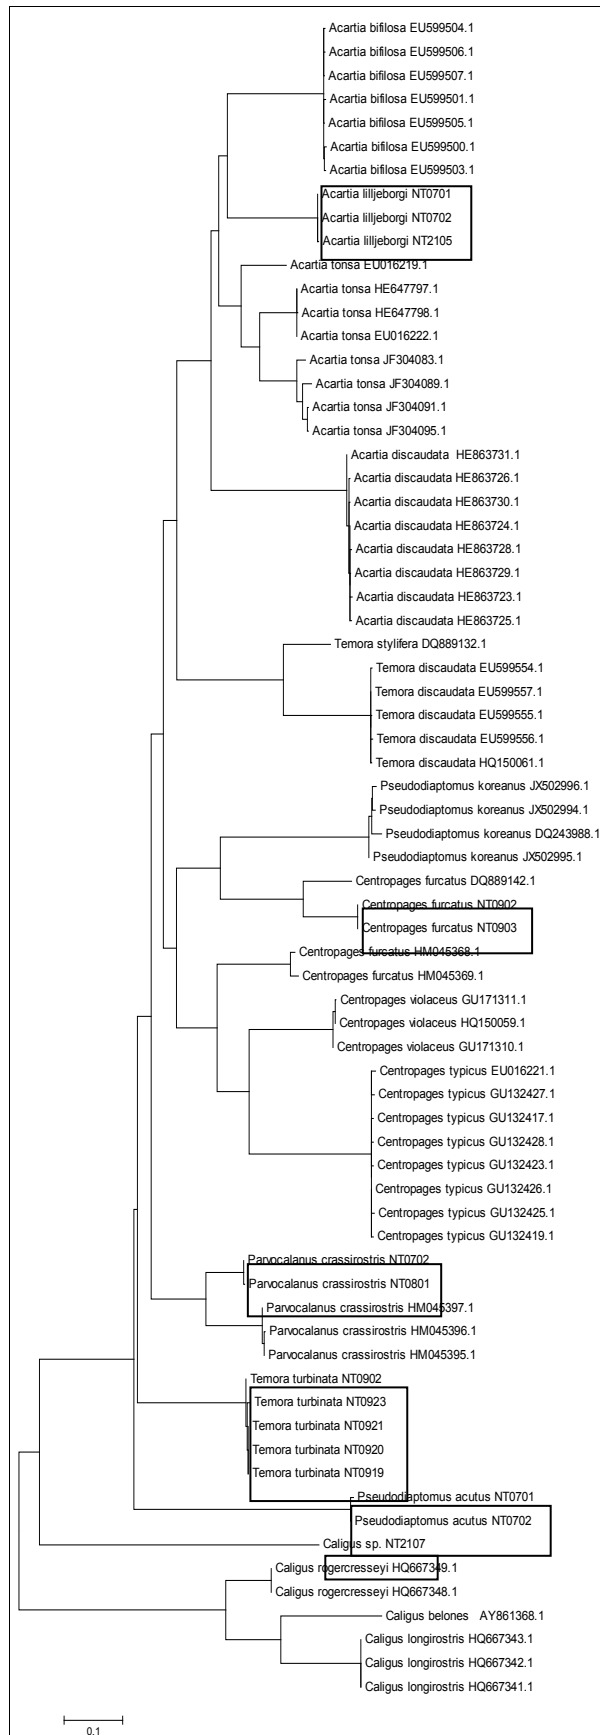 Acartia bifilosa EU599504.1
Acartia bifilosa EU599506.1
Acartia bifilosa EU599507.1
Acartia bifilosa EU599501.1
Acartia bifilosa EU599505.1
Acartia bifilosa EU599500.1
Acartia bifilosa EU599503.1
Acartia lilljeborgi NT0701
Acartia lilljeborgi NT0702
Acartia lilljeborgi NT2105
Acartia tonsa EU016219.1
Acartia tonsa HE647797.1
Acartia tonsa HE647798.1
Acartia tonsa EU016222.1
Acartia tonsa JF304083.1
Acartia tonsa JF304089.1
Acartia tonsa JF304091.1
Acartia tonsa JF304095.1
Acartia discaudata HE863731.1
Acartia discaudata HE863726.1
Acartia discaudata HE863730.1
Acartia discaudata HE863724.1
Acartia discaudata HE863728.1
Acartia discaudata HE863729.1
Acartia discaudata HE863723.1
Acartia discaudata HE863725.1
Temora stylifera DQ889132.1
Temora discaudata EU599554.1
Temora discaudata EU599557.1
Temora discaudata EU599555.1
Temora discaudata EU599556.1
Temora discaudata HQ150061.1
Pseudodiaptomus koreanus JX502996.1
Pseudodiaptomus koreanus JX502994.1
Pseudodiaptomus koreanus DQ243988.1
Pseudodiaptomus koreanus JX502995.1
Centropages furcatus DQ889142.1
Centropages furcatus NT0902
Centropages furcatus NT0903
Centropages furcatus HM045368.1
Centropages furcatus HM045369.1
Centropages violaceus GU171311.1
Centropages violaceus HQ150059.1
Centropages violaceus GU171310.1
Centropages typicus EU016221.1
Centropages typicus GU132427.1
Centropages typicus GU132417.1
Centropages typicus GU132428.1
Centropages typicus GU132423.1
Centropages typicus GU132426.1
Centropages typicus GU132425.1
Centropages typicus GU132419.1
Parvocalanus crassirostris NT0702
Parvocalanus crassirostris NT0801
Parvocalanus crassirostris HM045397.1
Parvocalanus crassirostris HM045396.1
Parvocalanus crassirostris HM045395.1
Temora turbinata NT0902
Temora turbinata NT0923
Temora turbinata NT0921
Temora turbinata NT0920
Temora turbinata NT0919
Pseudodiaptomus acutus NT0701
Pseudodiaptomus acutus NT0702
Caligus sp. NT2107
Caligus rogercresseyi HQ667349.1
Caligus rogercresseyi HQ667348.1
Caligus belones AY861368.1
Caligus longirostris HQ667343.1
Caligus longirostris HQ667342.1
Caligus longirostris HQ667341.1
0.1